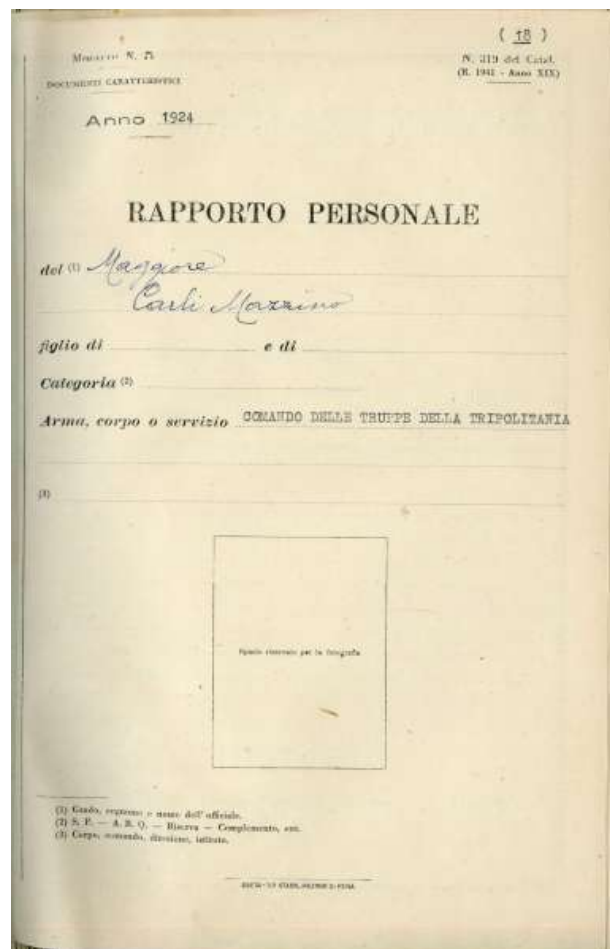 ( 18 )
MODELLO N.
N. 319 del Catal.
(R. 1941 - Anno XIX)
DOCUMENTI CARATTERISTICI
Anno 1924
RAPPORTO PERSONALE
del (1) Maggiore
Carli Mazzino
figlio di e di
Categoria (2)
Arma, corpo o servizio COMANDO DELLE TRUPPE DELLA TRIPOLITANIA
(3)
Spazio riservato per la fotografia
(1) Grado, cognome e nome dell'ufficiale.
(2) S. P. — A. R. Q. — Riserva — Complemento, ecc.
(3) Corpo, comando, direzione, istituto.